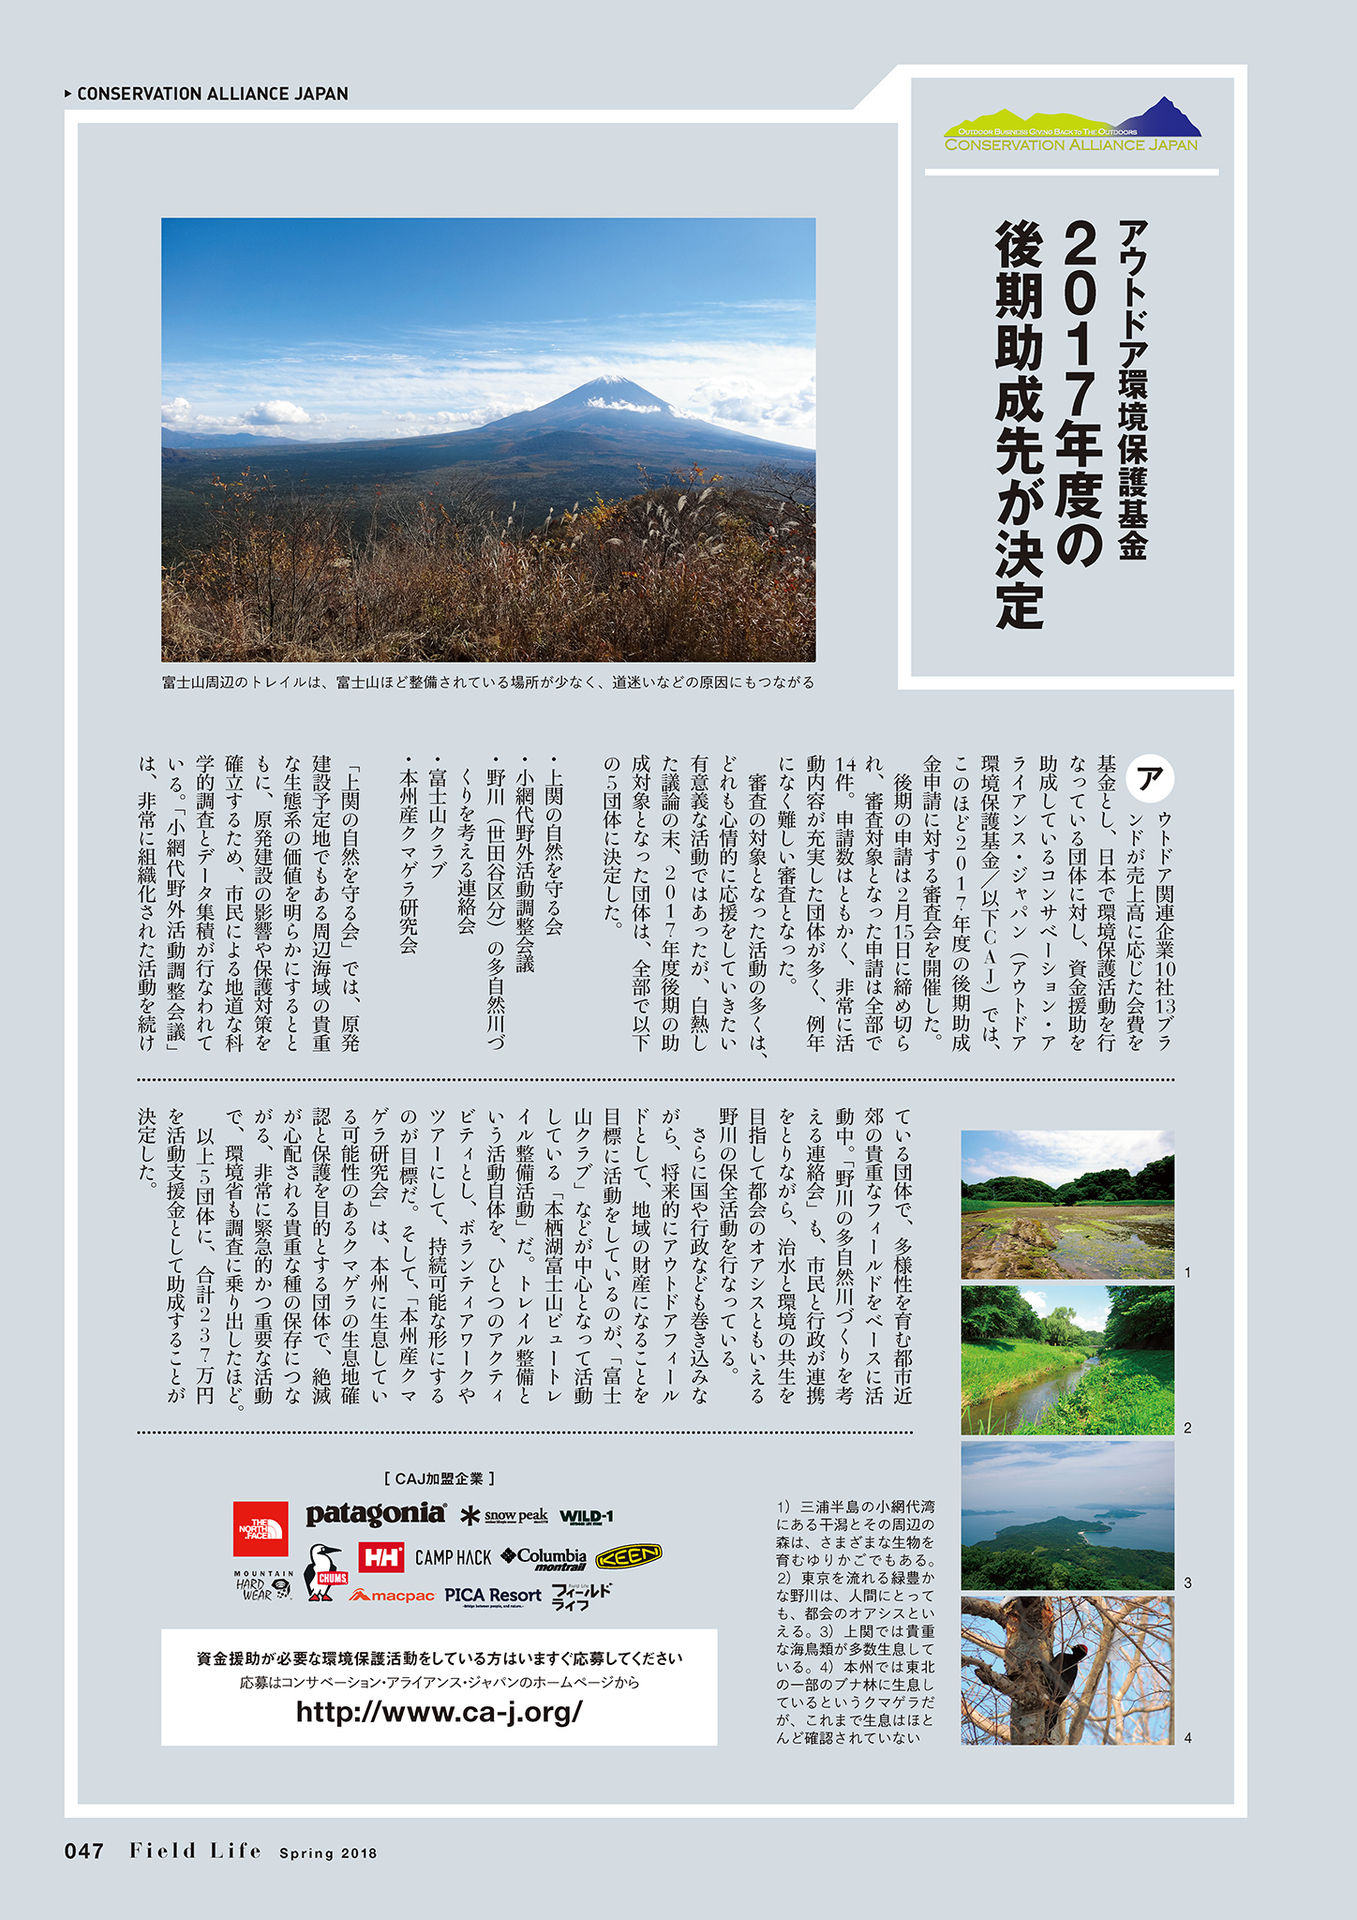 CONSERVATION ALLIANCE JAPAN
OUTDOOR BUSINESS GIVING BACK TO THE OUTDOORS
CONSERVATION ALLIANCE JAPAN
アウトドア環境保護基金
2017年度の
後期助成先が決定
富士山周辺のトレイルは、富士山ほど整備されている場所が少なく、道迷いなどの原因にもつながる
アウトドア関連企業10社13ブラ
ンドが売上高に応じた会費を
基金とし、日本で環境保護活動を行
なっている団体に対し、資金援助を
助成しているコンサベーション・ア
ライアンス・ジャパン（アウトドア
環境保護基金／以下CAJ）では、
このほど2017年度の後期助成
金申請に対する審査会を開催した。
後期の申請は2月15日に締め切ら
れ、審査対象となった申請は全部で
14件。申請数はともかく、非常に活
動内容が充実した団体が多く、例年
になく難しい審査となった。
審査の対象となった活動の多くは、
どれも心情的に応援をしていきたい
有意義な活動ではあったが、白熱し
た議論の末、2017年度後期の助
成対象となった団体は、全部で以下
の5団体に決定した。
・上関の自然を守る会
・小網代野外活動調整会議
・野川（世田谷区分）の多自然川づ
くりを考える連絡会
・富士山クラブ
・本州産クマゲラ研究会
「上関の自然を守る会」では、原発
建設予定地でもある周辺海域の貴重
な生態系の価値を明らかにするとと
もに、原発建設の影響や保護対策を
確立するため、市民による地道な科
学的調査とデータ集積が行なわれて
いる。「小網代野外活動調整会議」
は、非常に組織化された活動を続け
ている団体で、多様性を育む都市近
郊の貴重なフィールドをベースに活
動中。「野川の多自然川づくりを考
える連絡会」も、市民と行政が連携
をとりながら、治水と環境の共生を
目指して都会のオアシスともいえる
野川の保全活動を行なっている。
さらに国や行政なども巻き込みな
がら、将来的にアウトドアフィール
ドとして、地域の財産になることを
目標に活動をしているのが、「富士
山クラブ」などが中心となって活動
している「本栖湖富士山ビュートレ
イル整備活動」だ。トレイル整備と
いう活動自体を、ひとつのアクティ
ビティとし、ボランティアワークや
ツアーにして、持続可能な形にする
のが目標だ。そして、「本州産クマ
ゲラ研究会」は、本州に生息してい
る可能性のあるクマゲラの生息地確
認と保護を目的とする団体で、絶滅
が心配される貴重な種の保存につな
がる、非常に緊急的かつ重要な活動
で、環境省も調査に乗り出したほど。
以上5団体に、合計237万円
を活動支援金として助成することが
決定した。
1
2
3
4
1）三浦半島の小網代湾
にある干潟とその周辺の
森は、さまざまな生物を
育むゆりかごでもある。
2）東京を流れる緑豊か
な野川は、人間にとって
も、都会のオアシスとい
える。3）上関では貴重
な海鳥類が多数生息して
いる。4）本州では東北
の一部のブナ林に生息し
ているというクマゲラだ
が、これまで生息はほと
んど確認されていない
[ CAJ加盟企業 ]
THE NORTH FACE
patagonia
snow peak
WILD-1
MOUNTAIN HARD WEAR
CHUMS
HH
CAMP HACK
Columbia montrail
KEEN
macpac
PICA Resort
フィールドライフ
資金援助が必要な環境保護活動をしている方はいますぐ応募してください
応募はコンサベーション・アライアンス・ジャパンのホームページから
http://www.ca-j.org/
047 Field Life Spring 2018